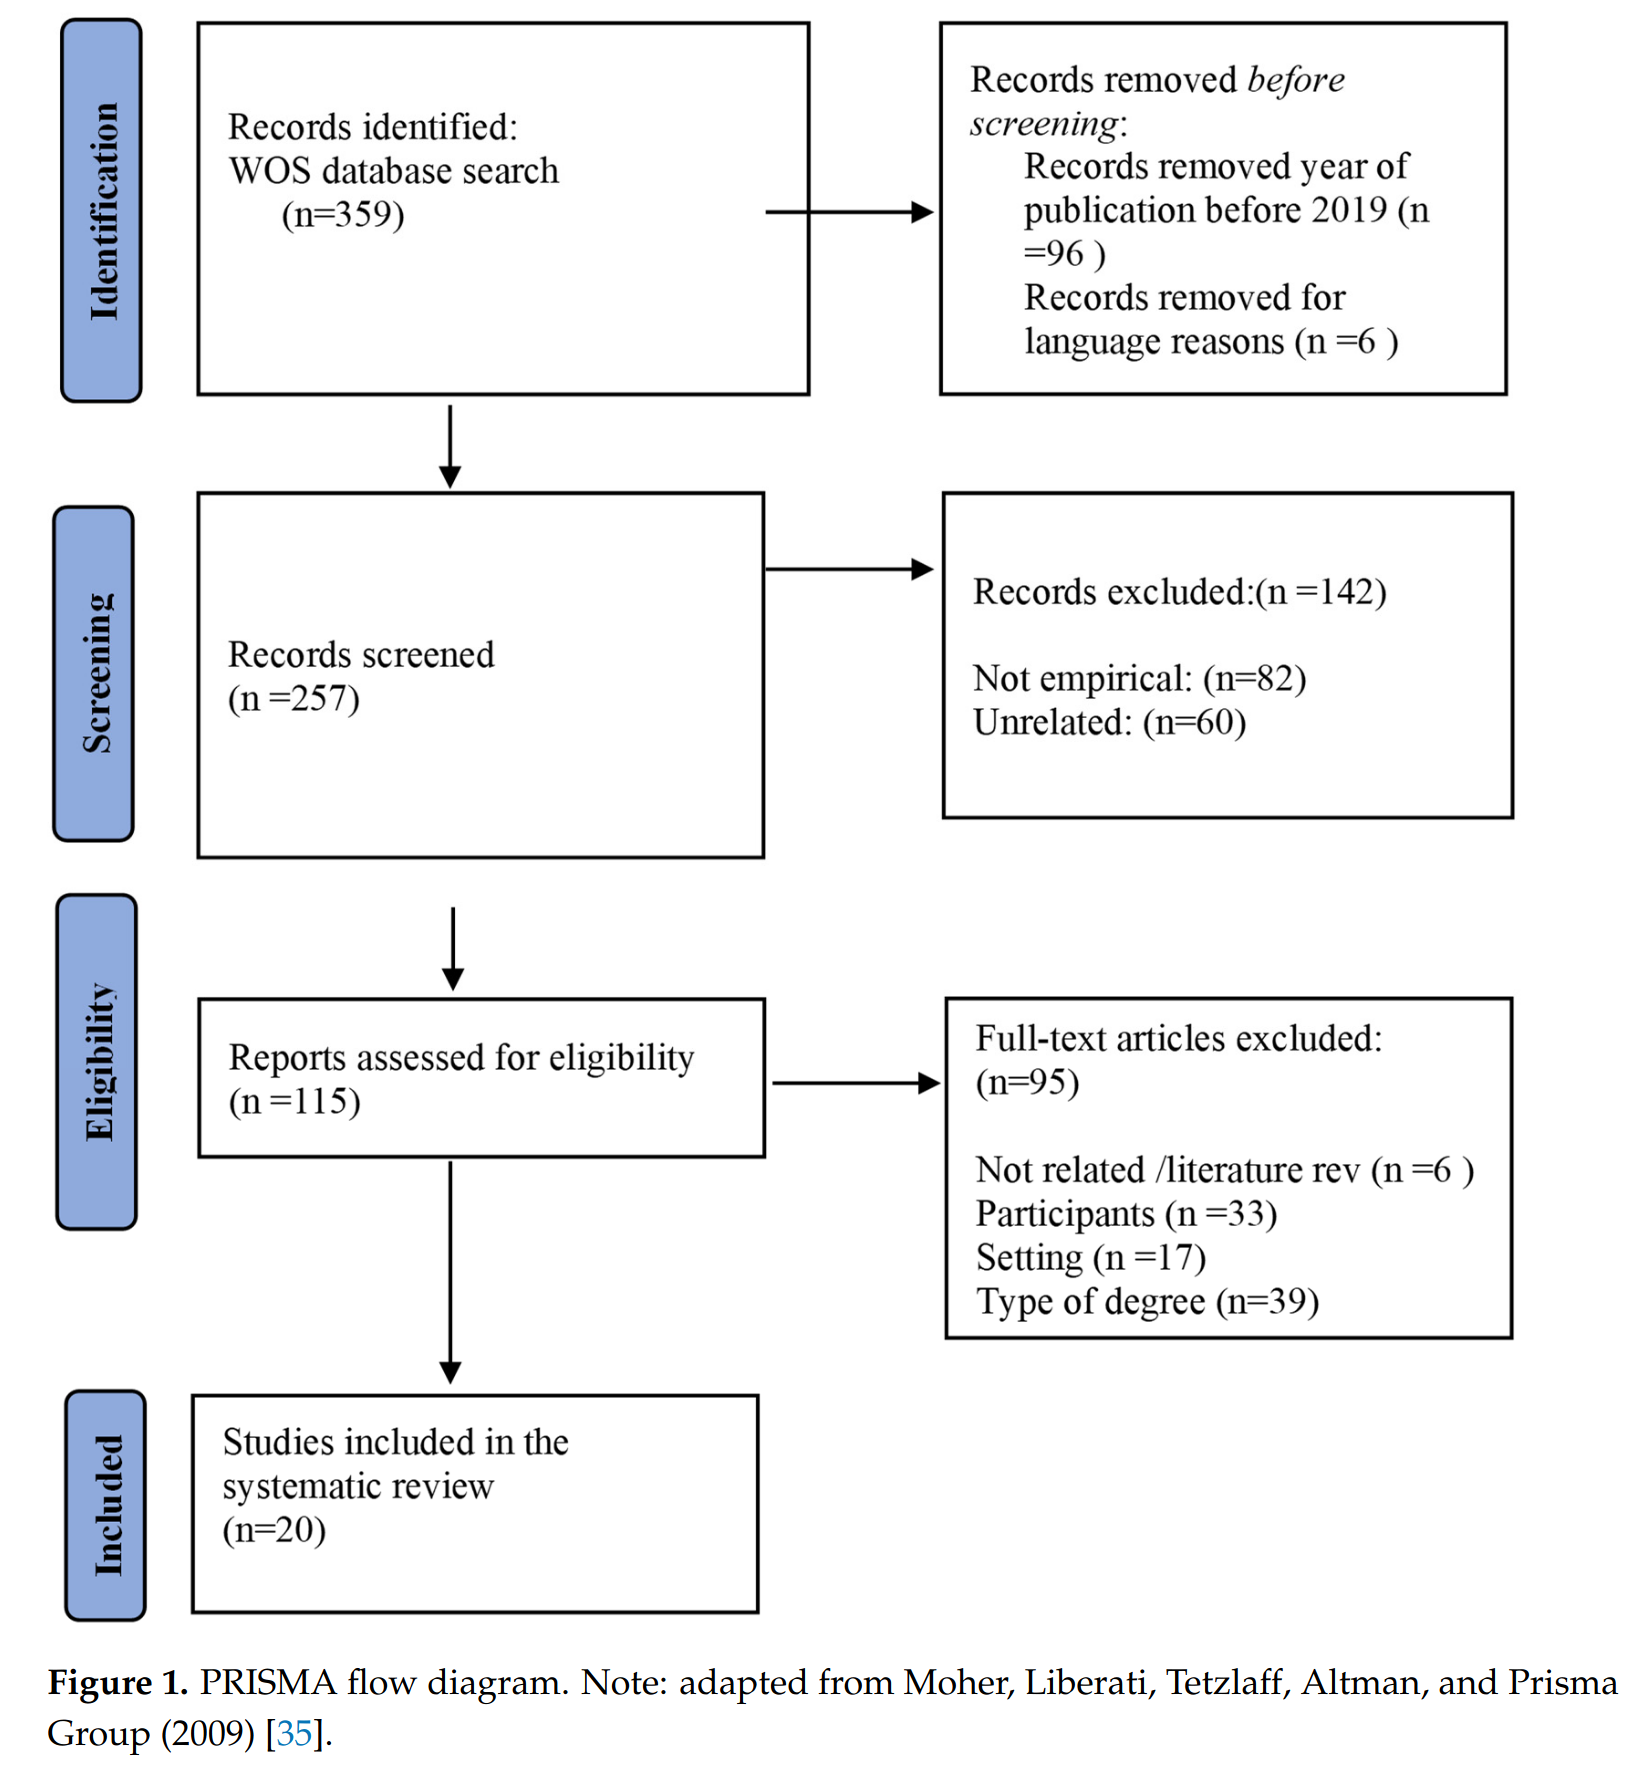 Identification
Records identified:
WOS database search
(n=359)
Records removed before
screening:
Records removed year of
publication before 2019 (n
=96 )
Records removed for
language reasons (n =6 )
Screening
Records screened
(n =257)
Records excluded:(n =142)
Not empirical: (n=82)
Unrelated: (n=60)
Eligibility
Reports assessed for eligibility
(n =115)
Full-text articles excluded:
(n=95)
Not related /literature rev (n =6 )
Participants (n =33)
Setting (n =17)
Type of degree (n=39)
Included
Studies included in the
systematic review
(n=20)
Figure 1. PRISMA flow diagram. Note: adapted from Moher, Liberati, Tetzlaff, Altman, and Prisma
Group (2009) [35].